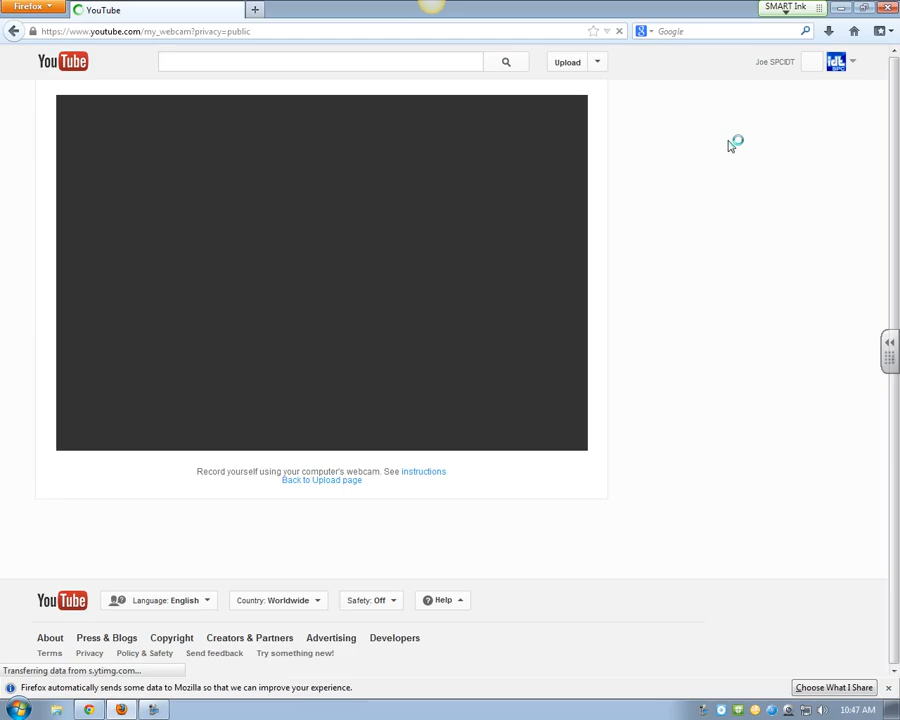 Firefox
YouTube
SMART Ink
https://www.youtube.com/my_webcam?privacy=public
Google
YouTube
Upload
Joe SPCIDT
idt
SPC
Record yourself using your computer's webcam. See instructions
Back to Upload page
YouTube
Language: English
Country: Worldwide
Safety: Off
Help
About
Press & Blogs
Copyright
Creators & Partners
Advertising
Developers
Terms
Privacy
Policy & Safety
Send feedback
Try something new!
Transferring data from s.ytimg.com...
Firefox automatically sends some data to Mozilla so that we can improve your experience.
Choose What I Share
10:47 AM